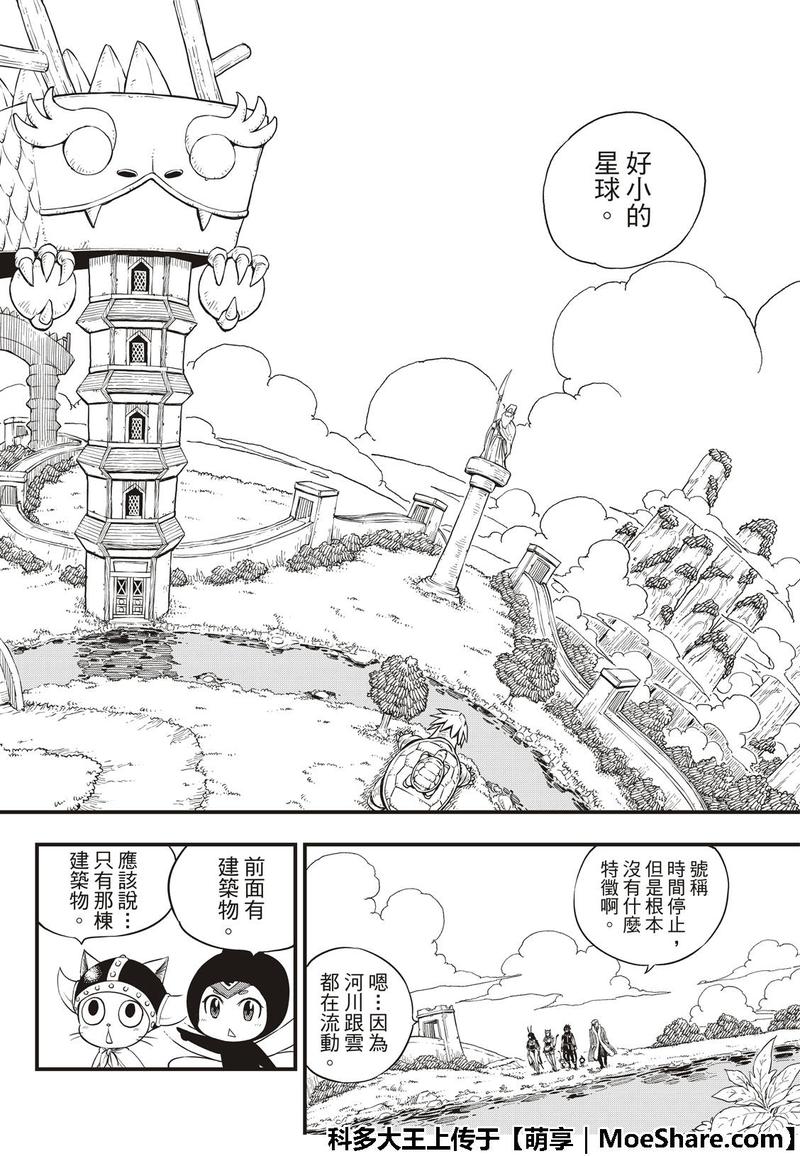 好小的
星球。
號稱
時間停止，
但是根本
沒有什麼
特徵啊。
嗯…因為
河川跟雲
都在流動。
前面有
建築物。
應該說…
只有那棟
建築物。
科多大王上传于【萌享｜MoeShare.com】